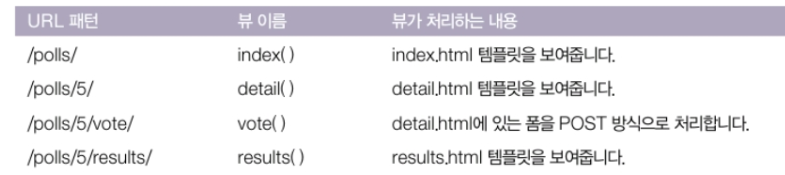 URL 패턴 뷰 이름 뷰가 처리하는 내용
/polls/ index( ) index.html 템플릿을 보여줍니다.
/polls/5/ detail( ) detail.html 템플릿을 보여줍니다.
/polls/5/vote/ vote( ) detail.html에 있는 폼을 POST 방식으로 처리합니다.
/polls/5/results/ results( ) results.html 템플릿을 보여줍니다.